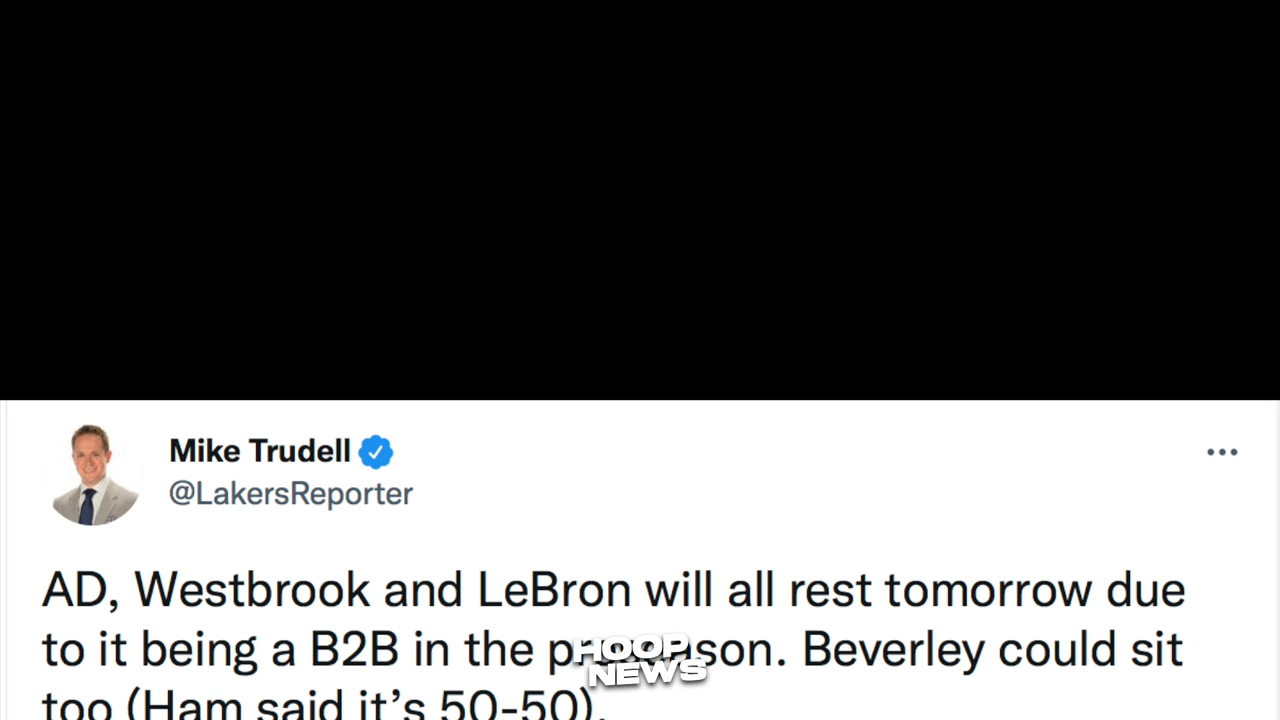 Mike Trudell
@LakersReporter
AD, Westbrook and LeBron will all rest tomorrow due
to it being a B2B in the preseason. Beverley could sit
too (Ham said it’s 50-50).
HOOP
NEWS